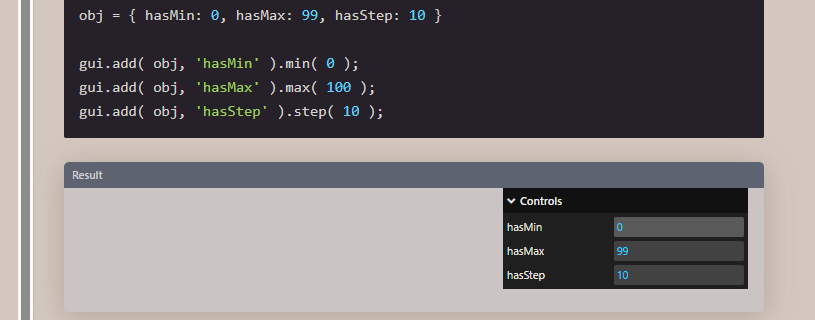 obj = { hasMin: 0, hasMax: 99, hasStep: 10 }
gui.add( obj, 'hasMin' ).min( 0 );
gui.add( obj, 'hasMax' ).max( 100 );
gui.add( obj, 'hasStep' ).step( 10 );
Result
Controls
hasMin 0
hasMax 99
hasStep 10